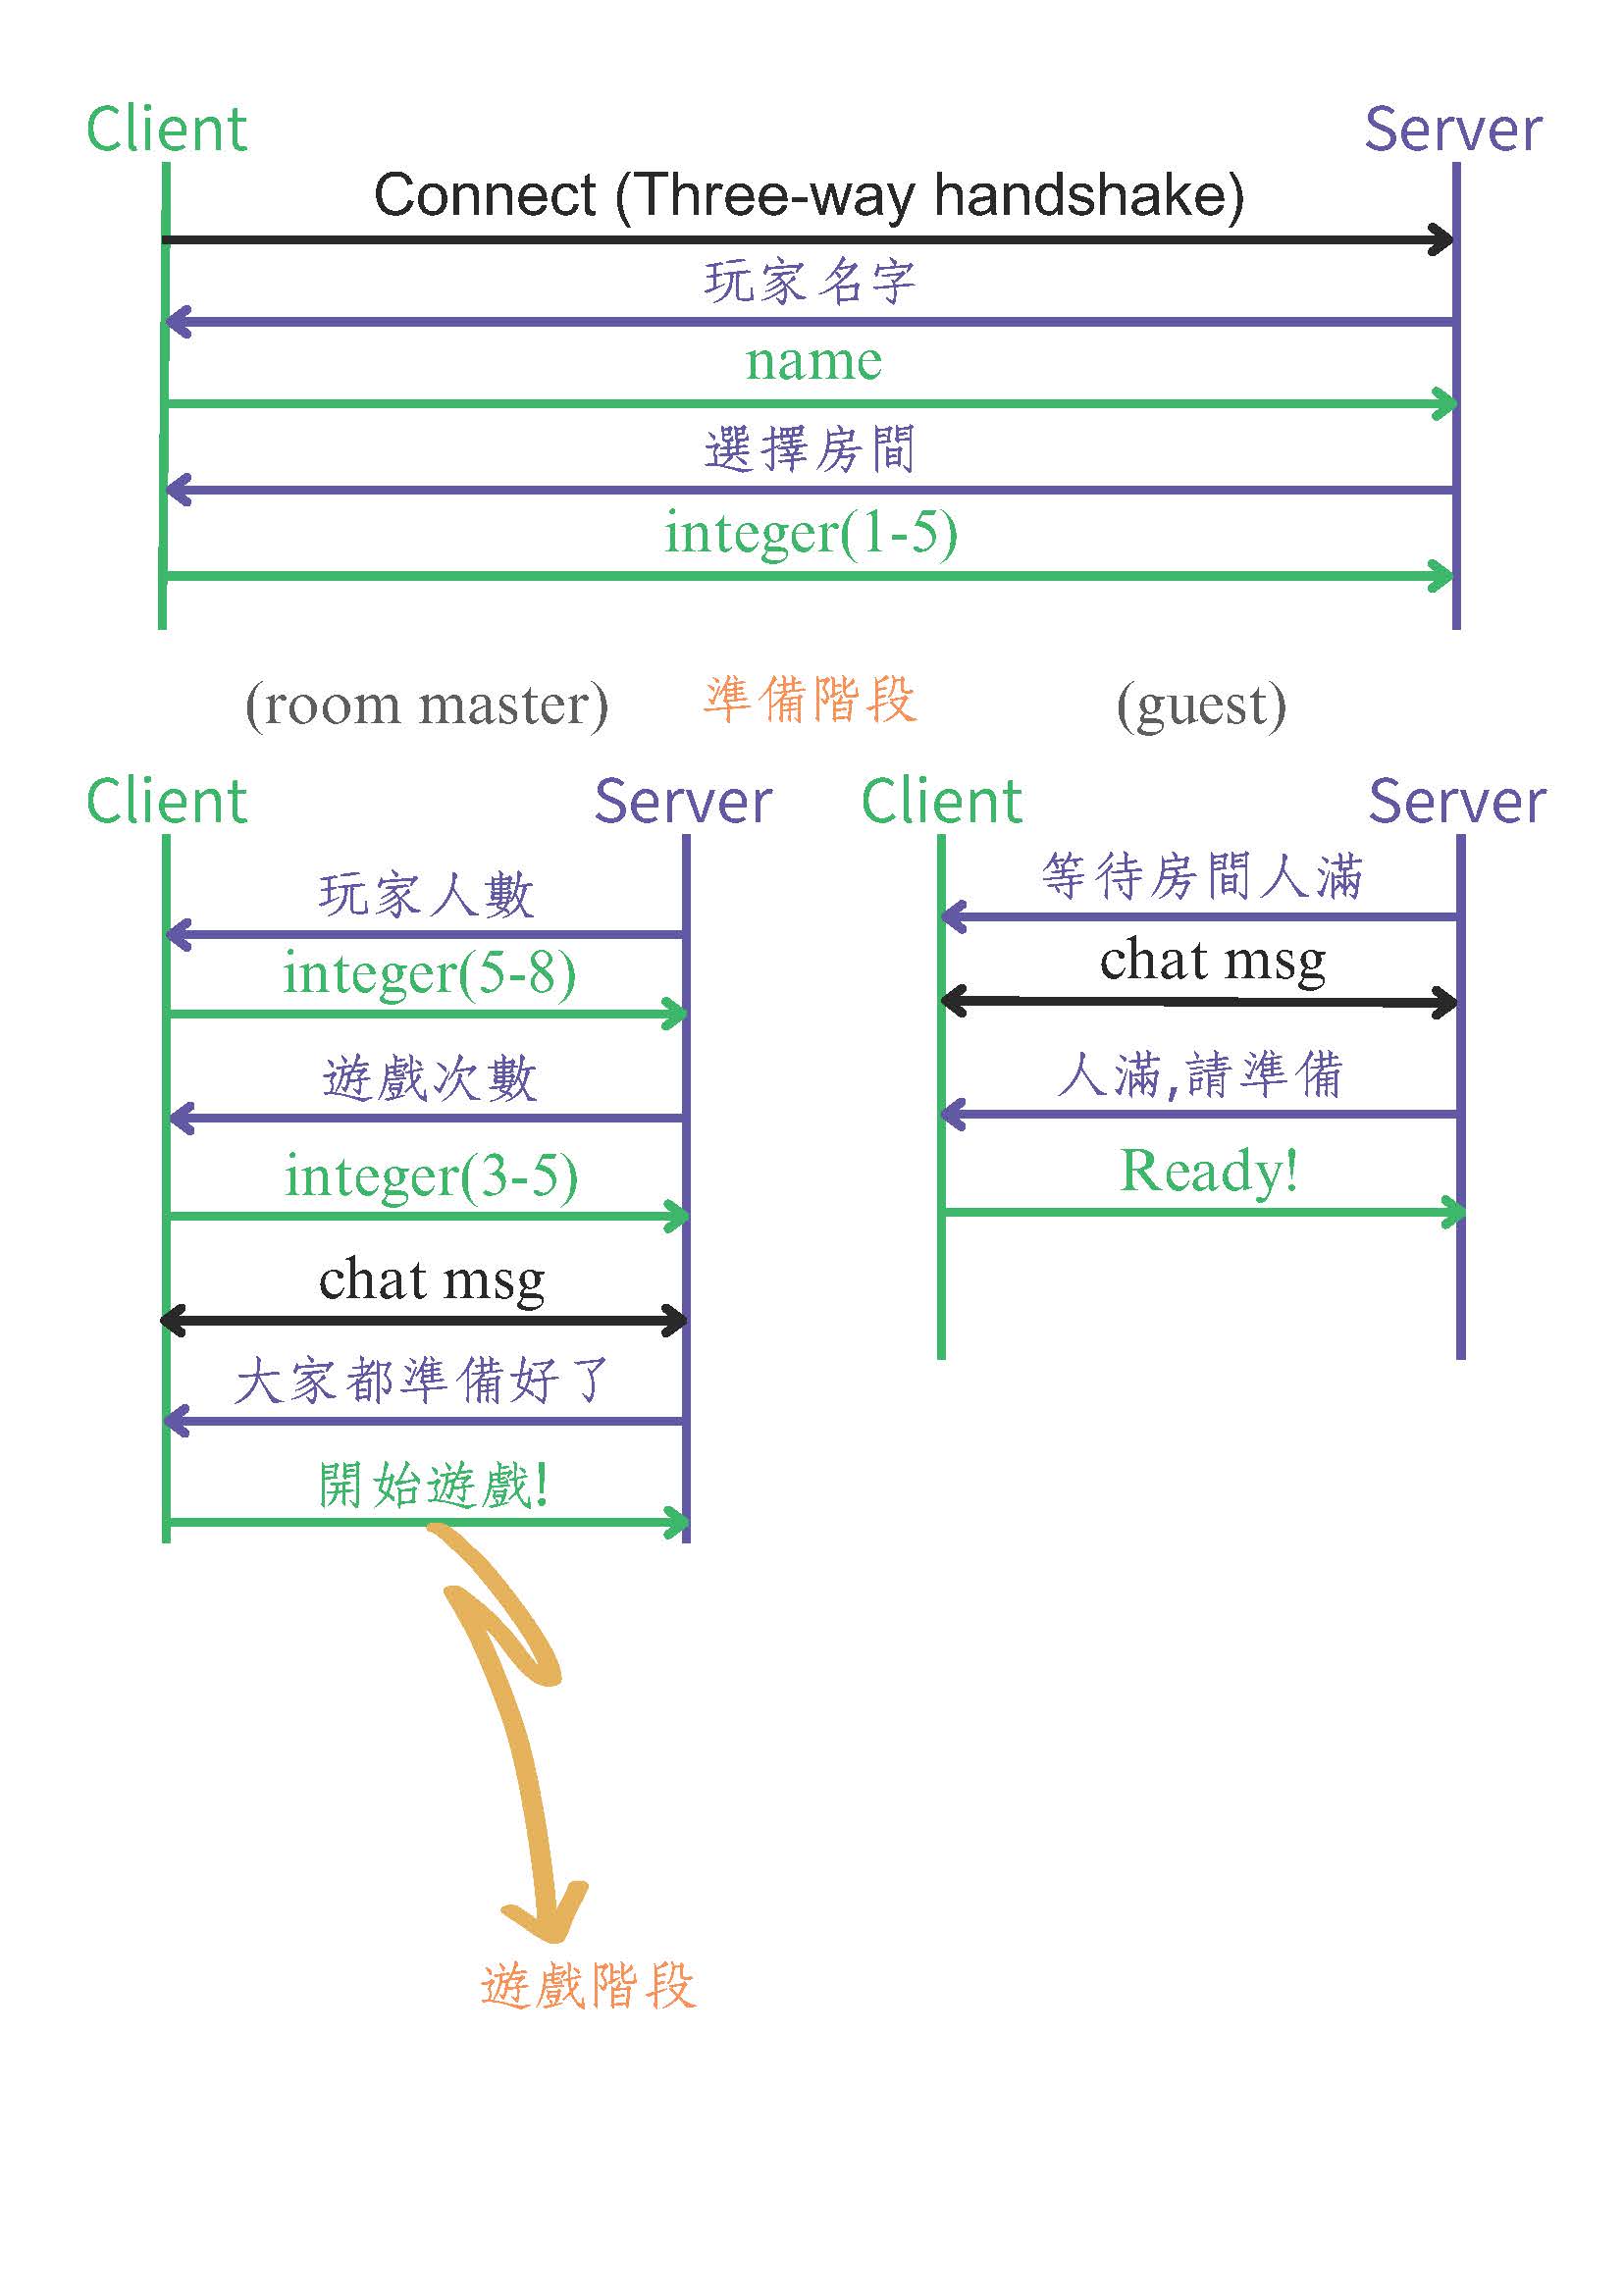 Client
Server
Connect (Three-way handshake)
玩家名字
name
選擇房間
integer(1-5)
(room master)
準備階段
(guest)
Client
Server
玩家人數
integer(5-8)
遊戲次數
integer(3-5)
chat msg
大家都準備好了
開始遊戲!
Client
Server
等待房間人滿
chat msg
人滿,請準備
Ready!
遊戲階段